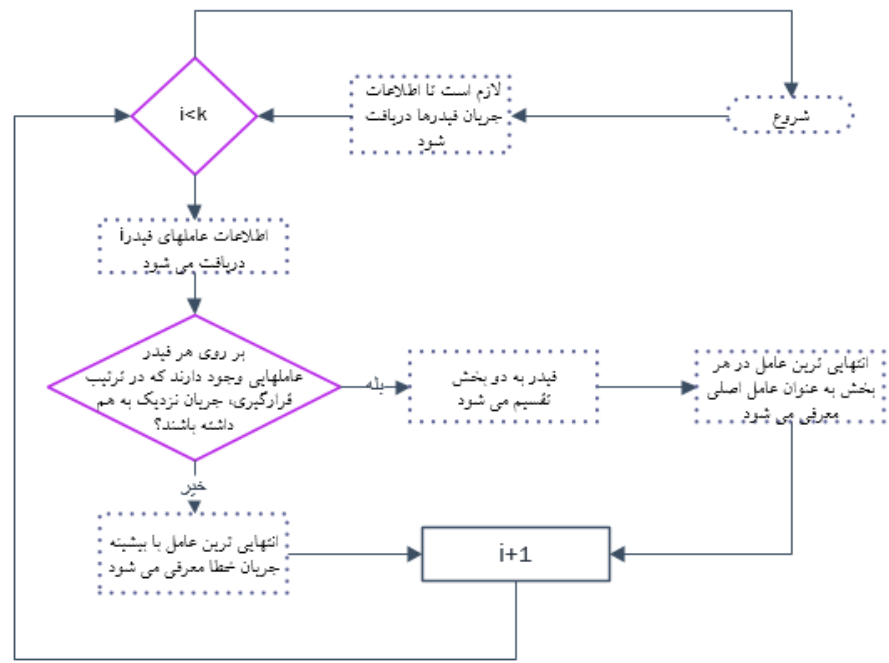 شروع
لازم است تا اطلاعات
جریان فیدرها دریافت
شود
i<k
اطلاعات عاملهای فیدرi
دریافت می شود
بر روی هر فیدر
عاملهایی وجود دارند که در ترتیب
قرارگیری، جریان نزدیک به هم
داشته باشند؟
بله
فیدر به دو بخش
تقسیم می شود
انتهایی ترین عامل در هر
بخش به عنوان عامل اصلی
معرفی می شود
خیر
انتهایی ترین عامل با بیشینه
جریان خطا معرفی می شود
i+1